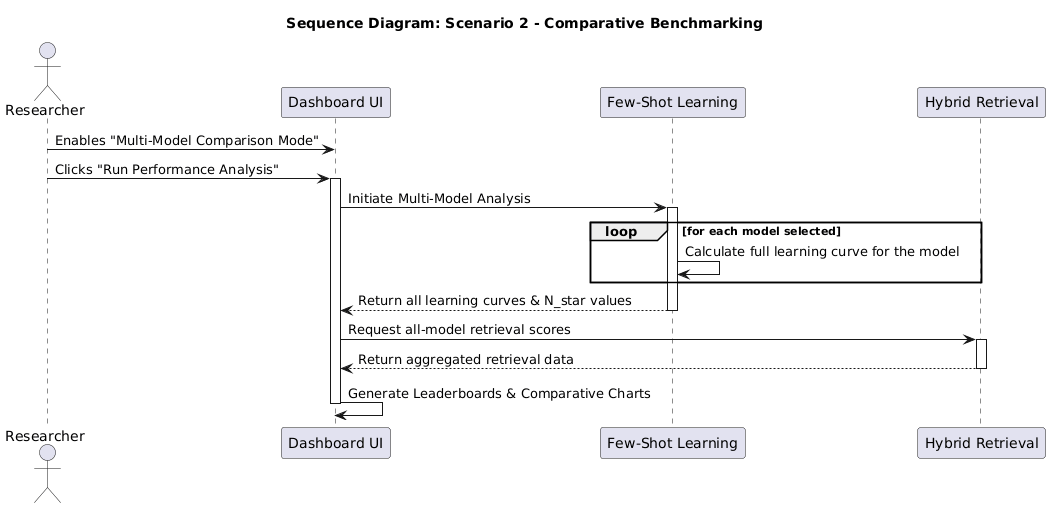 Sequence Diagram: Scenario 2 - Comparative Benchmarking
Researcher
Dashboard UI
Few-Shot Learning
Hybrid Retrieval
Enables "Multi-Model Comparison Mode"
Clicks "Run Performance Analysis"
Initiate Multi-Model Analysis
loop
[for each model selected]
Calculate full learning curve for the model
Return all learning curves & N_star values
Request all-model retrieval scores
Return aggregated retrieval data
Generate Leaderboards & Comparative Charts
Researcher
Dashboard UI
Few-Shot Learning
Hybrid Retrieval